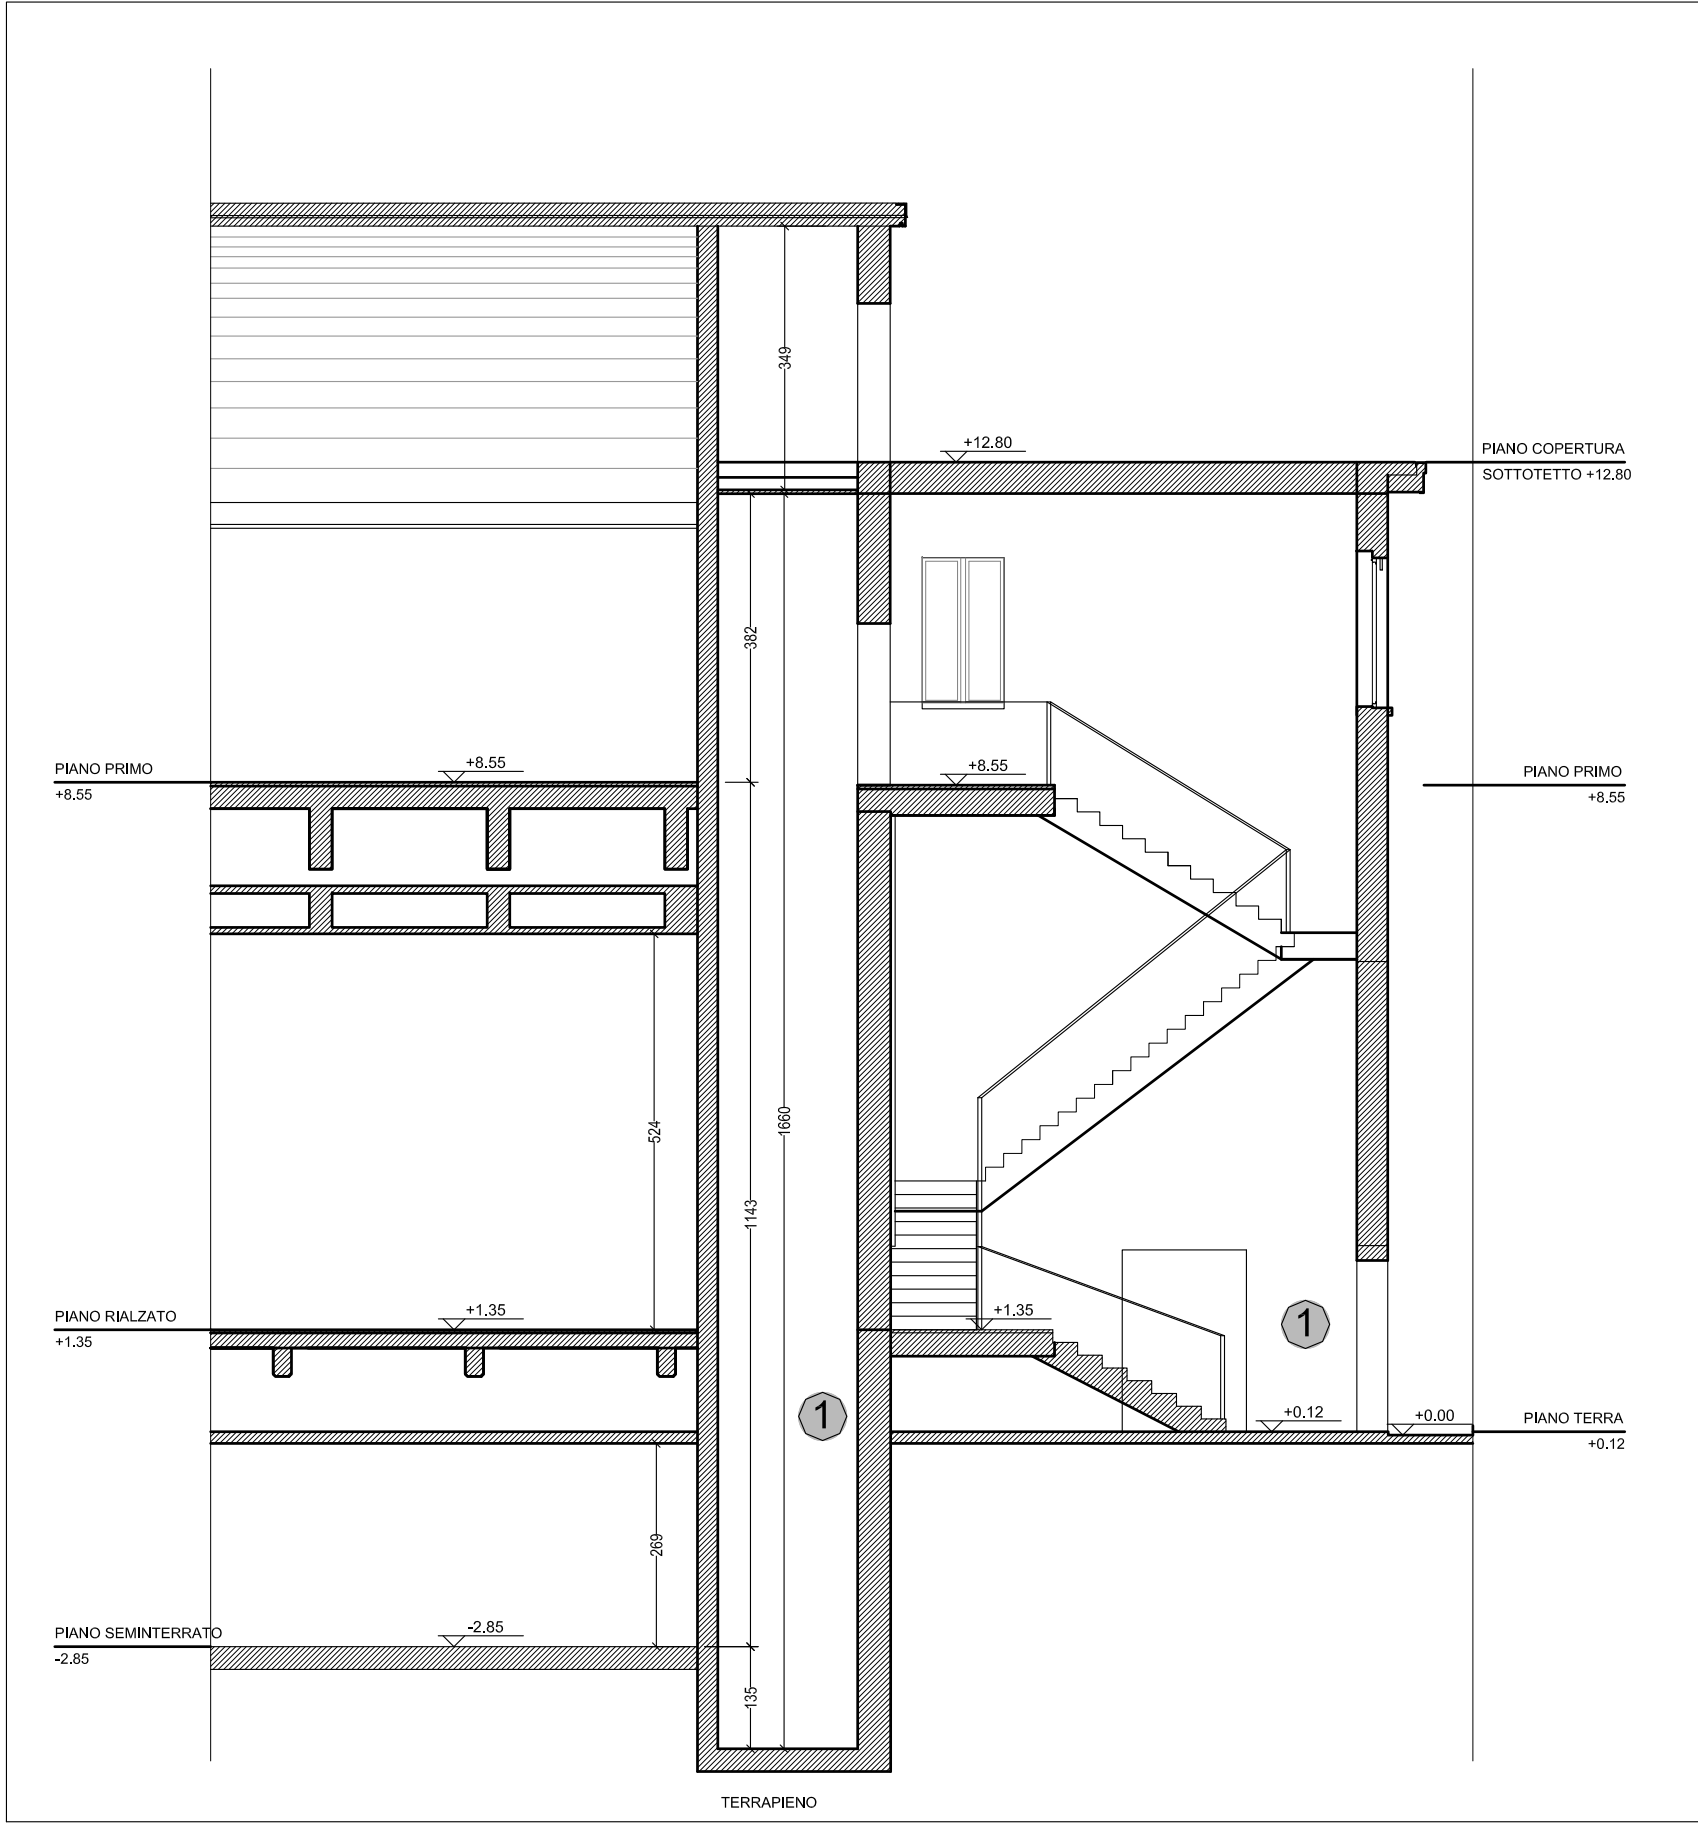 349
+12.80
PIANO COPERTURA
SOTTOTETTO +12.80
382
PIANO PRIMO
+8.55
+8.55
+8.55
PIANO PRIMO
+8.55
524
1660
1143
PIANO RIALZATO
+1.35
+1.35
+1.35
1
1
+0.12
+0.00
PIANO TERRA
+0.12
269
PIANO SEMINTERRATO
-2.85
-2.85
135
TERRAPIENO